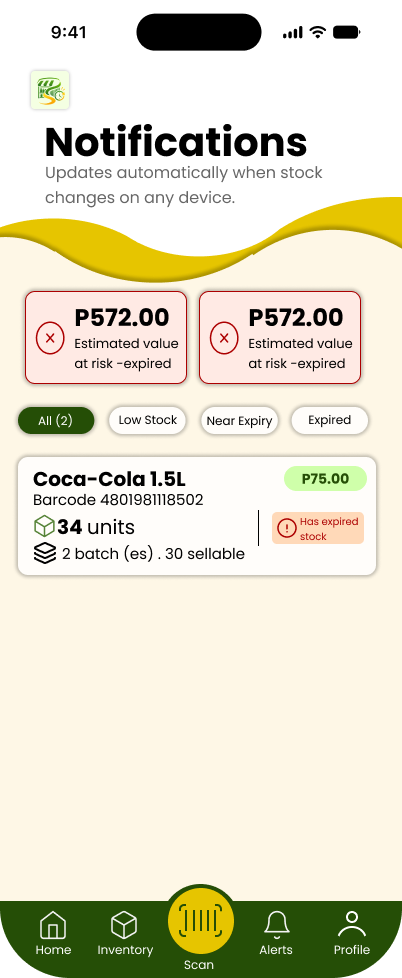 9:41
Notifications
Updates automatically when stock
changes on any device.
P572.00
Estimated value
at risk -expired
P572.00
Estimated value
at risk -expired
All (2)
Low Stock
Near Expiry
Expired
Coca-Cola 1.5L
P75.00
Barcode 4801981118502
34 units
Has expired
stock
2 batch (es) . 30 sellable
Home
Inventory
Scan
Alerts
Profile